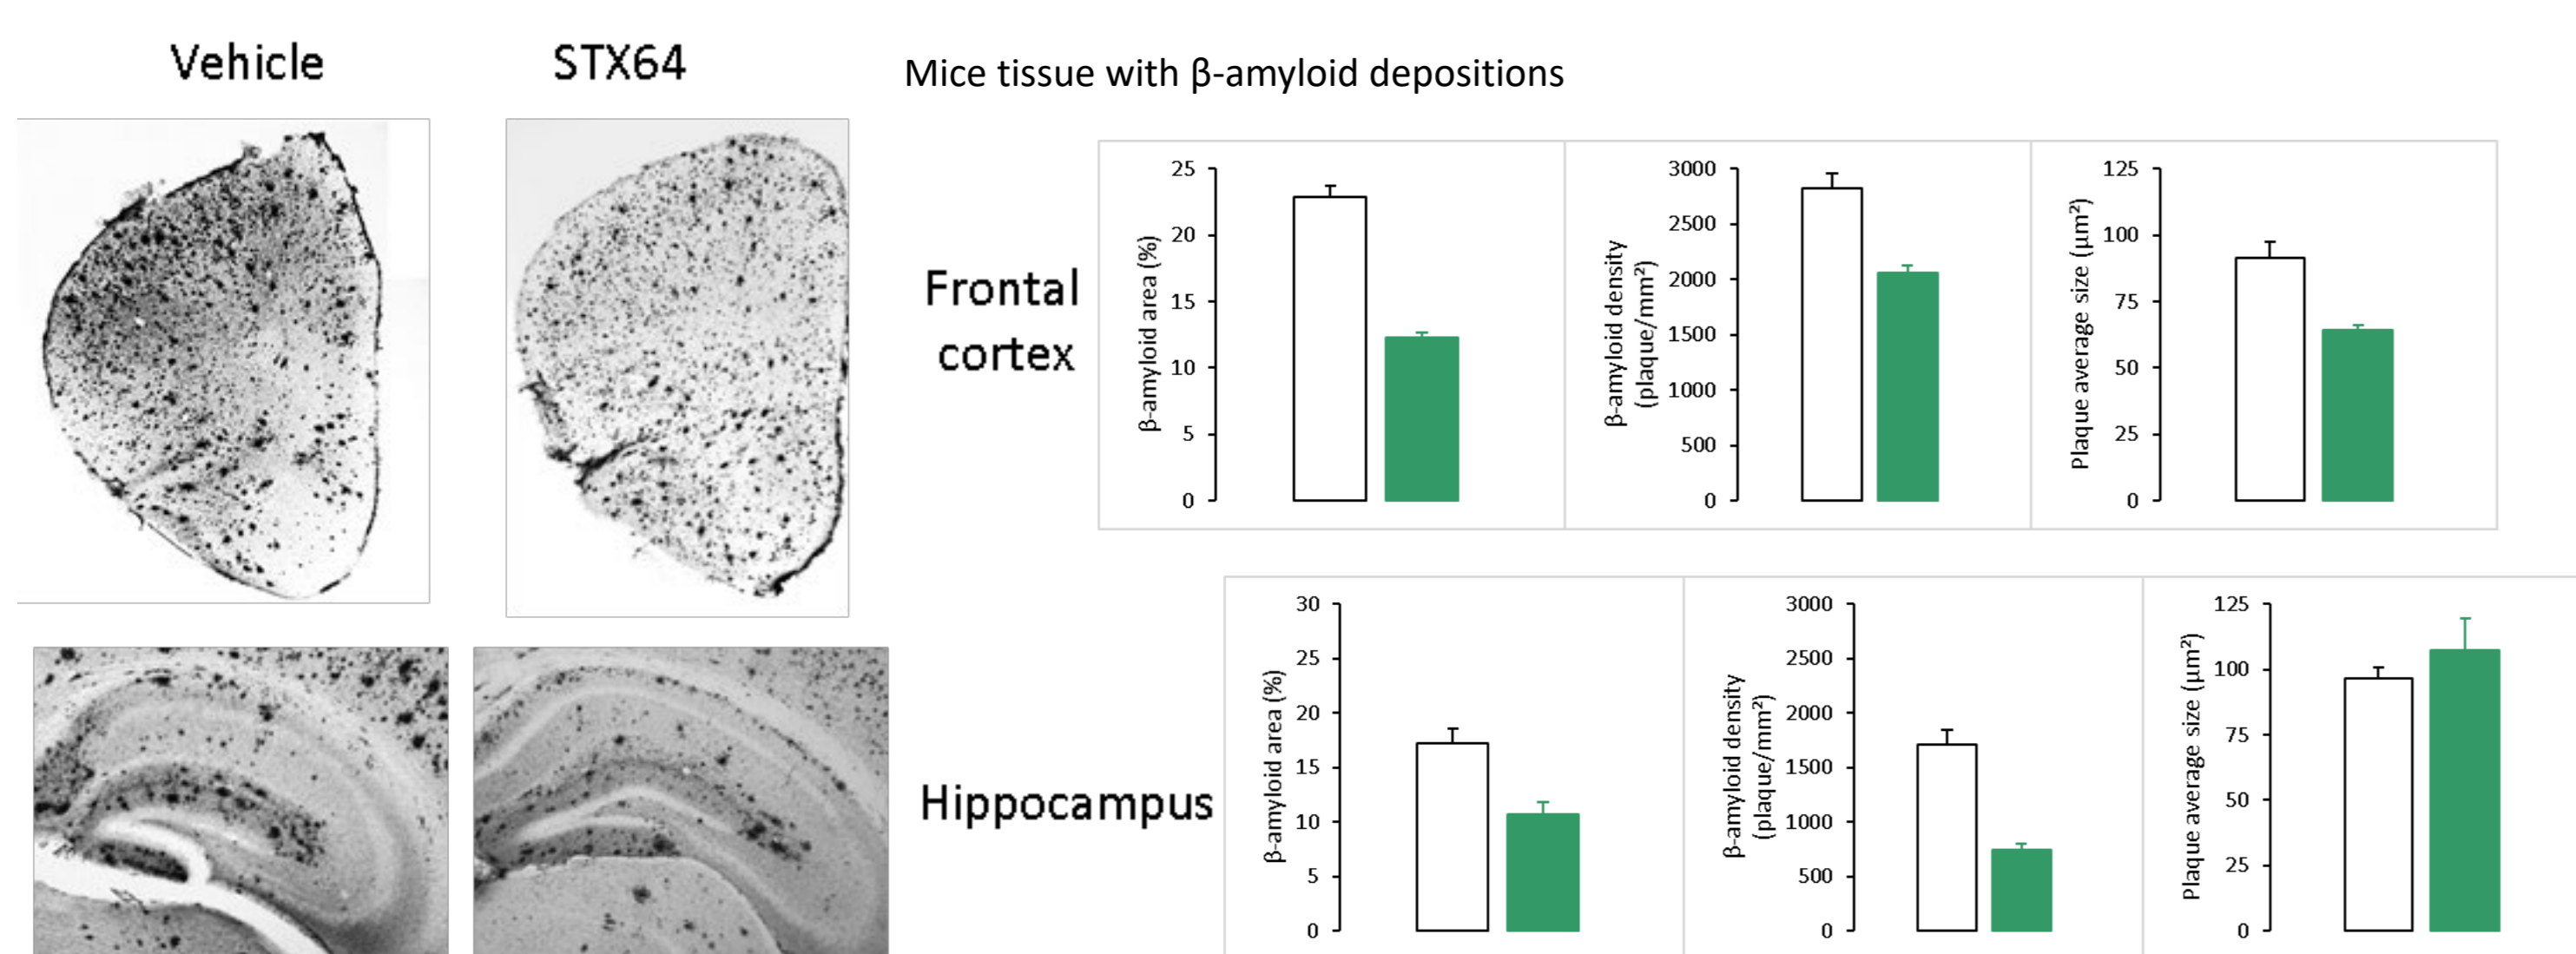 Vehicle
STX64
Mice tissue with β-amyloid depositions
Frontal
cortex
β-amyloid area (%)
25
20
15
10
5
0
β-amyloid density
(plaque/mm²)
3000
2500
2000
1500
1000
500
0
Plaque average size (µm²)
125
100
75
50
25
0
Hippocampus
β-amyloid area (%)
30
25
20
15
10
5
0
β-amyloid density
(plaque/mm²)
3000
2500
2000
1500
1000
500
0
Plaque average size (µm²)
125
100
75
50
25
0